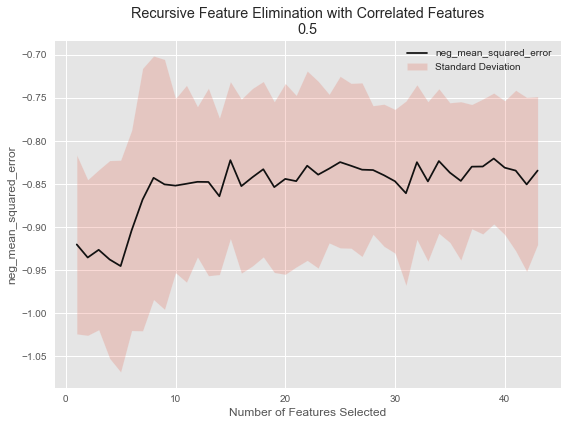 Recursive Feature Elimination with Correlated Features
0.5
neg_mean_squared_error
Standard Deviation
neg_mean_squared_error
−0.70
−0.75
−0.80
−0.85
−0.90
−0.95
−1.00
−1.05
0 10 20 30 40
Number of Features Selected